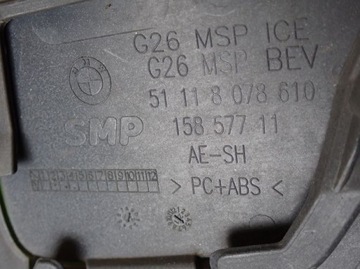 G26 MSP ICE
G26 MSP BEV
51 11 8 078 610
SMP 158 577 11
AE-SH
> PC+ABS <